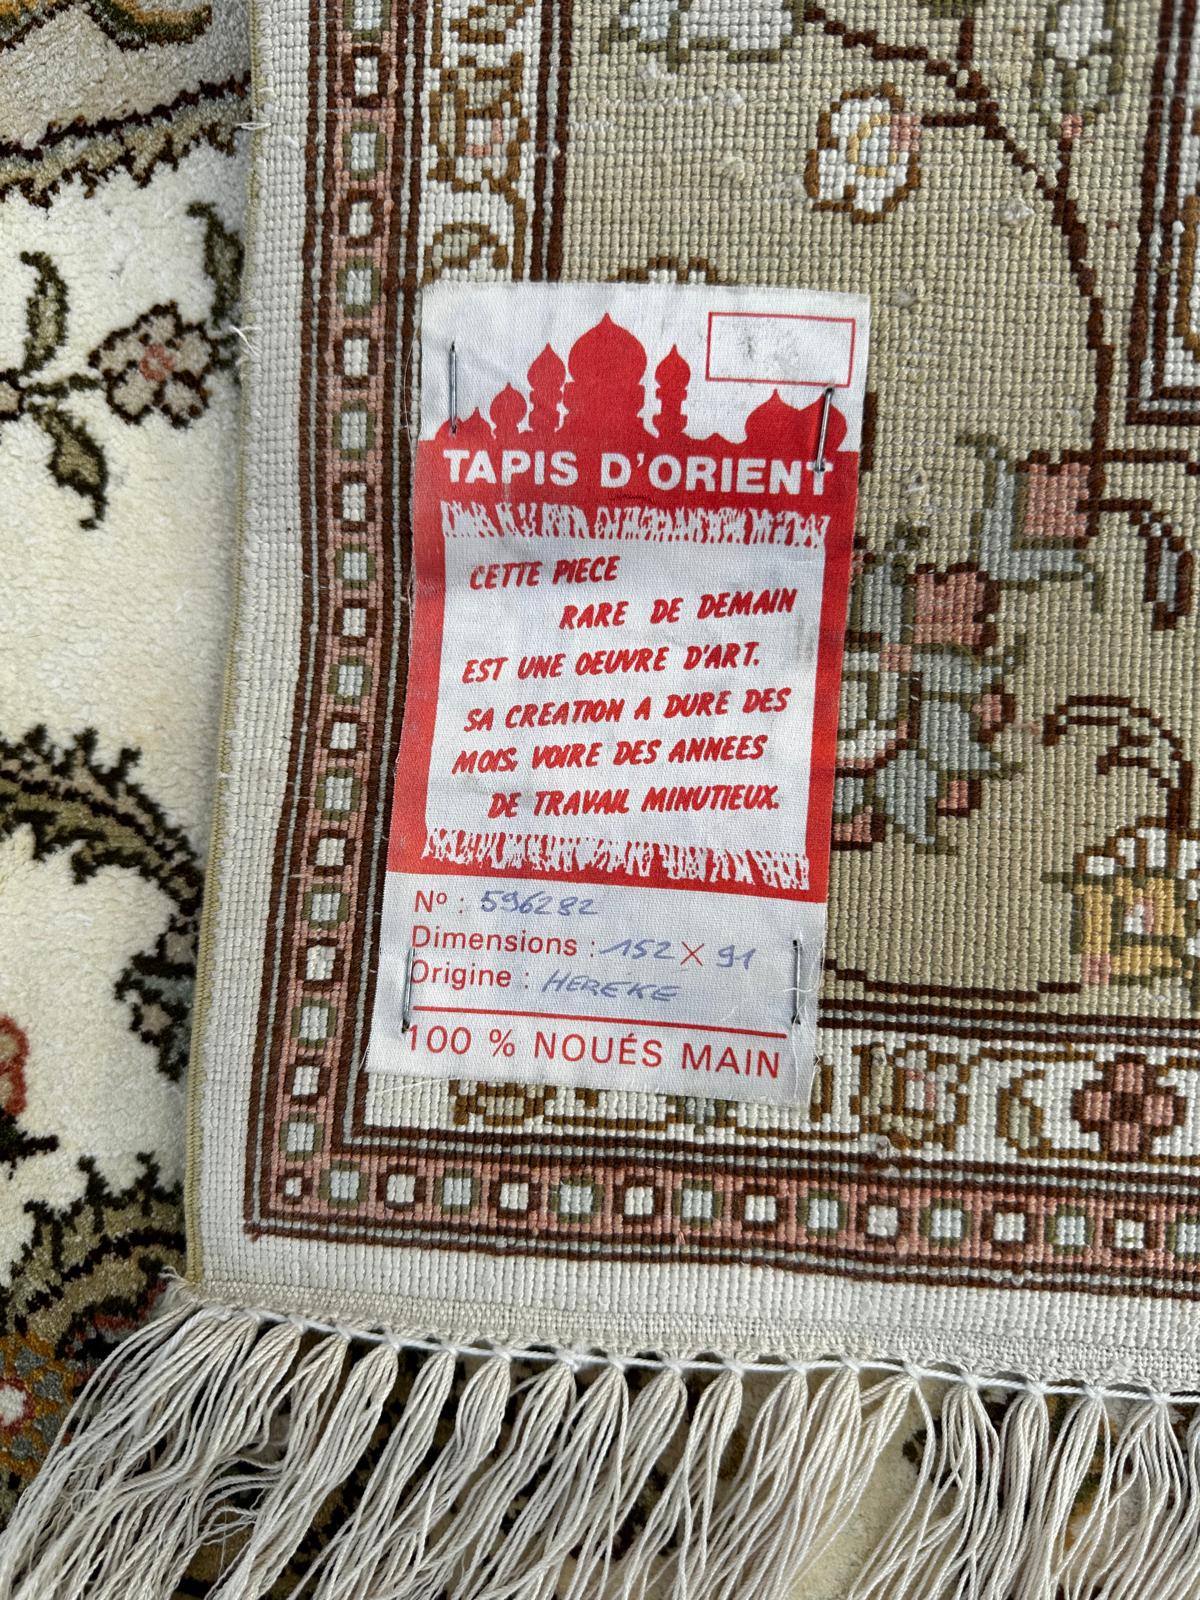 TAPIS D'ORIENT
CETTE PIECE
RARE DE DEMAIN
EST UNE OEUVRE D'ART.
SA CREATION A DURE DES
MOIS, VOIRE DES ANNEES
DE TRAVAIL MINUTIEUX.
Nº : 596282
Dimensions : 152 X 91
Origine : HEREKE
100 % NOUÉS MAIN